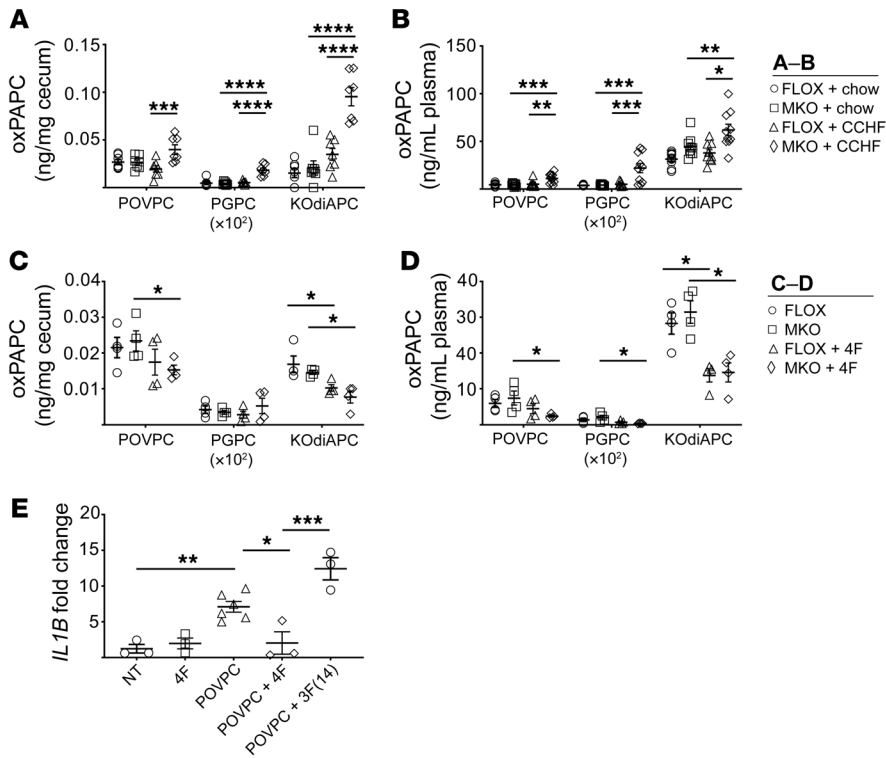 A
oxPAPC
(ng/mg cecum)
0.15
0.10
0.05
****
****
****
****
***
POVPC
PGPC
(×10²)
KOdiAPC
B
oxPAPC
(ng/mL plasma)
150
100
50
**
*
***
***
**
***
POVPC
PGPC
(×10²)
KOdiAPC
A–B
FLOX + chow
MKO + chow
FLOX + CCHF
MKO + CCHF
C
oxPAPC
(ng/mg cecum)
0.04
0.03
0.02
0.01
*
*
*
POVPC
PGPC
(×10²)
KOdiAPC
D
oxPAPC
(ng/mL plasma)
40
30
40
10
*
*
*
*
POVPC
PGPC
(×10²)
KOdiAPC
C–D
FLOX
MKO
FLOX + 4F
MKO + 4F
E
IL1B fold change
20
15
10
5
**
*
***
NT
4F
POVPC
POVPC + 4F
POVPC + 3F(14)